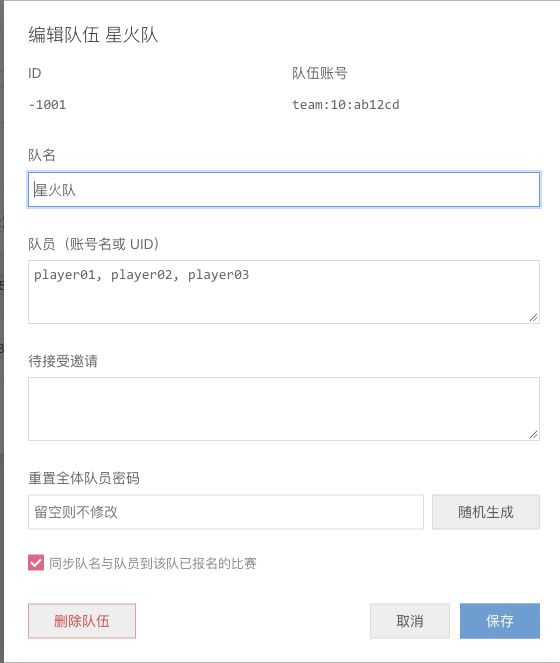 编辑队伍 星火队
ID
队伍账号
-1001
team:10:ab12cd
队名
星火队
队员（账号名或 UID）
player01, player02, player03
待接受邀请
重置全体队员密码
留空则不修改
随机生成
同步队名与队员到该队已报名的比赛
删除队伍
取消
保存